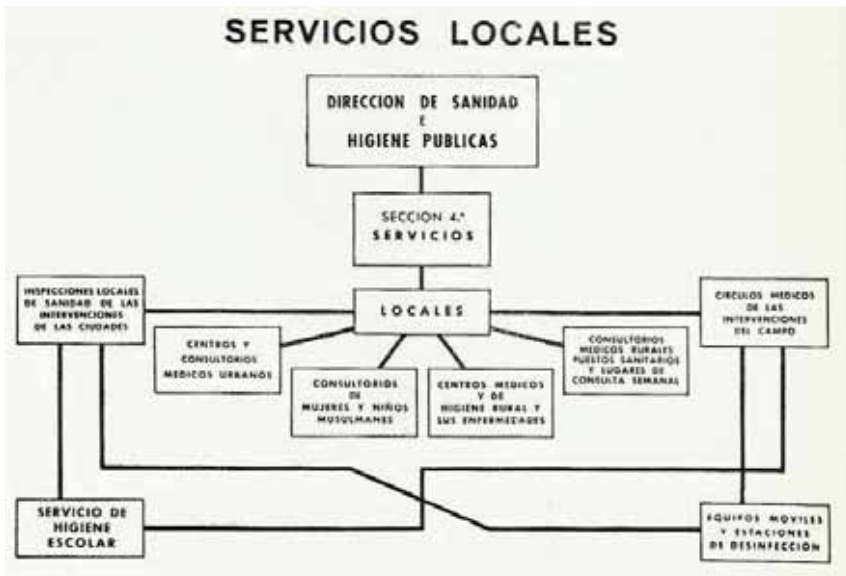 SERVICIOS LOCALES
DIRECCION DE SANIDAD
E
HIGIENE PUBLICAS
SECCION 4.ª
SERVICIOS
INSPECCIONES LOCALES
DE SANIDAD DE LAS
INTERVENCIONES
DE LAS CIUDADES
LOCALES
CIRCULOS MEDICOS
DE LAS
INTERVENCIONES
DEL CAMPO
CENTROS Y
CONSULTORIOS
MEDICOS URBANOS
CONSULTORIOS
DE
MUJERES Y NIÑOS
MUSULMANES
CENTROS MEDICOS
Y DE
HIGIENE RURAL Y
SUS ENFERMEDADES
CONSULTORIOS
MEDICOS RURALES
PUESTOS SANITARIOS
Y LUGARES DE
CONSULTA SEMANAL
SERVICIO DE
HIGIENE
ESCOLAR
EQUIPOS MOVILES
Y ESTACIONES
DE DESINFECCIÓN